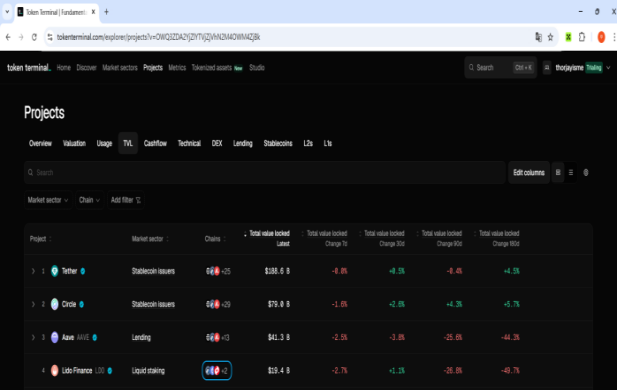 Token Terminal | Fundament
tokenterminal.com/explorer/projects?v=OWQ3ZDA2YjZlYTVjZjVhN2M4OWM4Zj8k
token terminal. Home Discover Market sectors Projects Metrics Tokenized assets New Studio Search Ctrl + K thorjayisme Trialing
Projects
Overview Valuation Usage TVL Cashflow Technical DEX Lending Stablecoins L2s L1s
Search Edit columns
Market sector Chain Add filter
Project Market sector Chains Total value locked Latest Total value locked Change 7d Total value locked Change 30d Total value locked Change 90d Total value locked Change 180d
1 Tether Stablecoin issuers +25 $188.6 B -0.0% +0.5% -0.4% +4.5%
2 Circle Stablecoin issuers +29 $79.0 B -1.6% +2.6% +4.3% +5.7%
3 Aave AAVE Lending +13 $41.3 B -2.5% -3.8% -25.6% -44.3%
4 Lido Finance LDO Liquid staking +2 $19.4 B -2.7% +1.1% -26.8% -49.7%